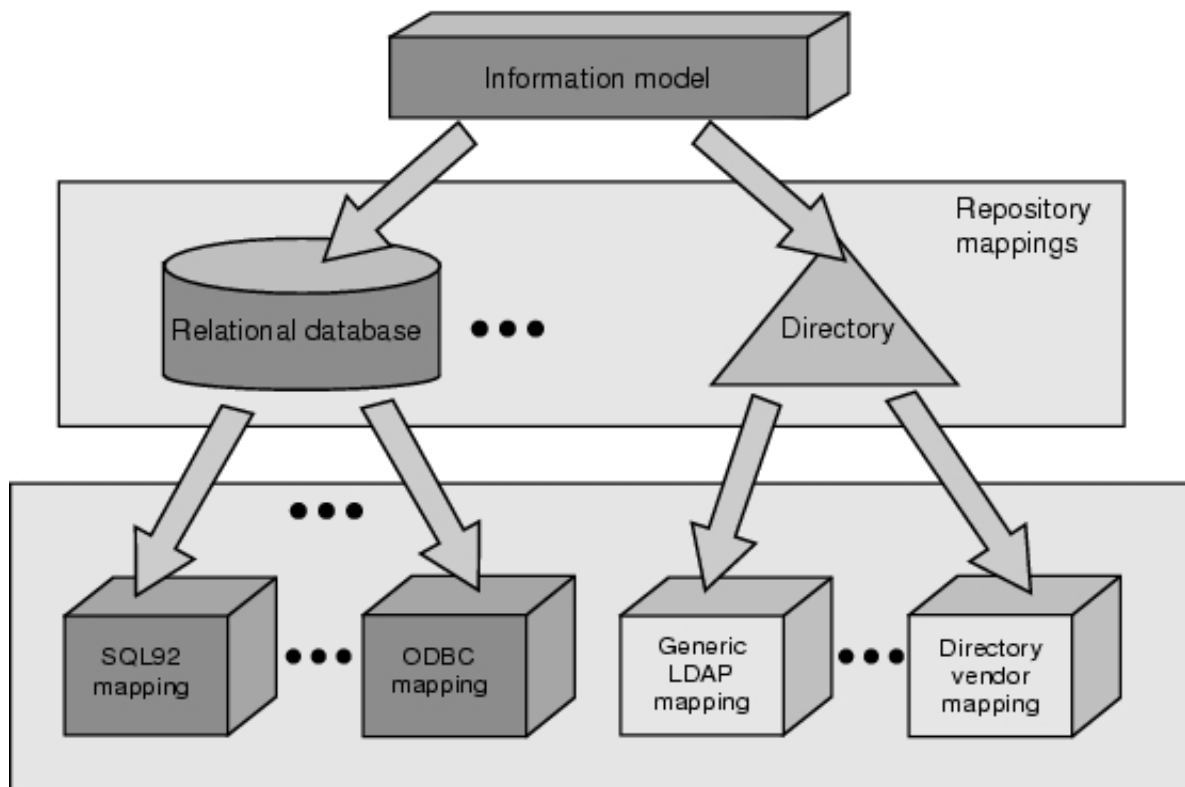 Information model
Repository
mappings
Relational database
Directory
SQL92
mapping
ODBC
mapping
Generic
LDAP
mapping
Directory
vendor
mapping